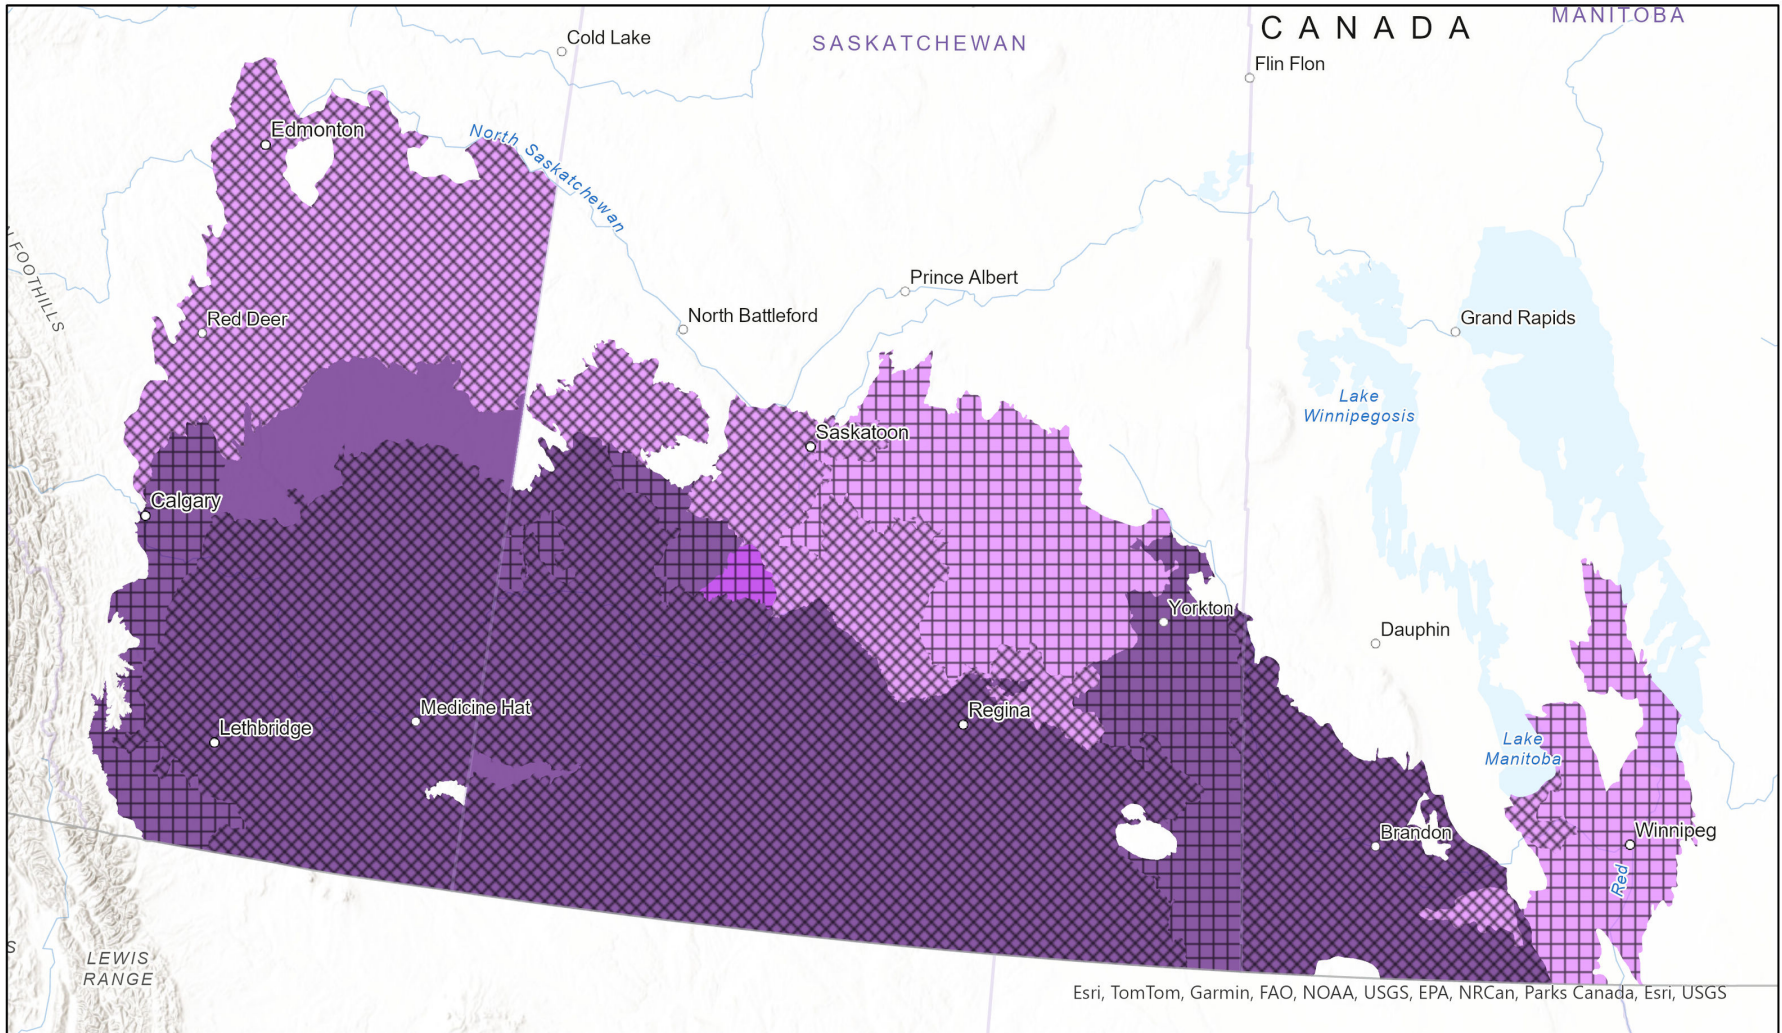 MANITOBA
CANADA
Cold Lake
SASKATCHEWAN
Flin Flon
Edmonton
North Saskatchewan
N FOOTHILLS
Prince Albert
Red Deer
North Battleford
Grand Rapids
Lake
Winnipegosis
Saskatoon
Calgary
Yorkton
Dauphin
Medicine Hat
Regina
Lethbridge
Lake
Manitoba
Brandon
Winnipeg
Red
S
LEWIS
RANGE
Esri, TomTom, Garmin, FAO, NOAA, USGS, EPA, NRCan, Parks Canada, Esri, USGS